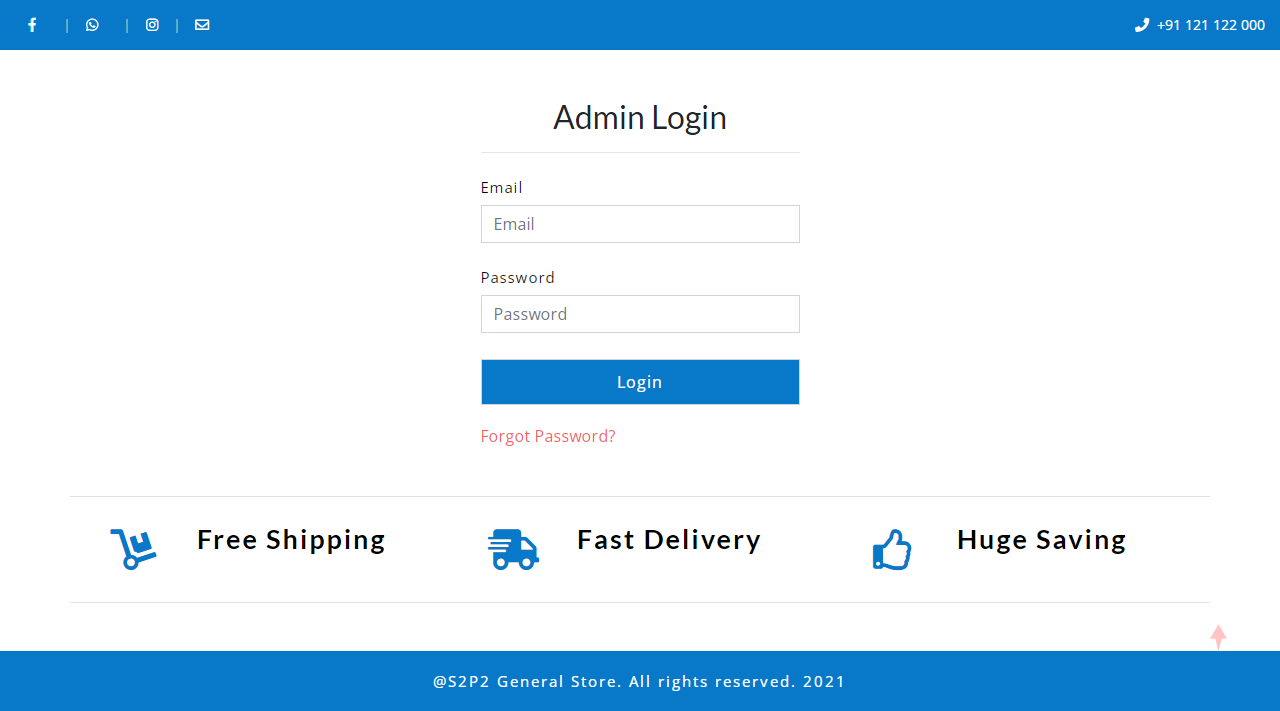 +91 121 122 000
Admin Login
Email
Email
Password
Password
Login
Forgot Password?
Free Shipping
Fast Delivery
Huge Saving
@S2P2 General Store. All rights reserved. 2021